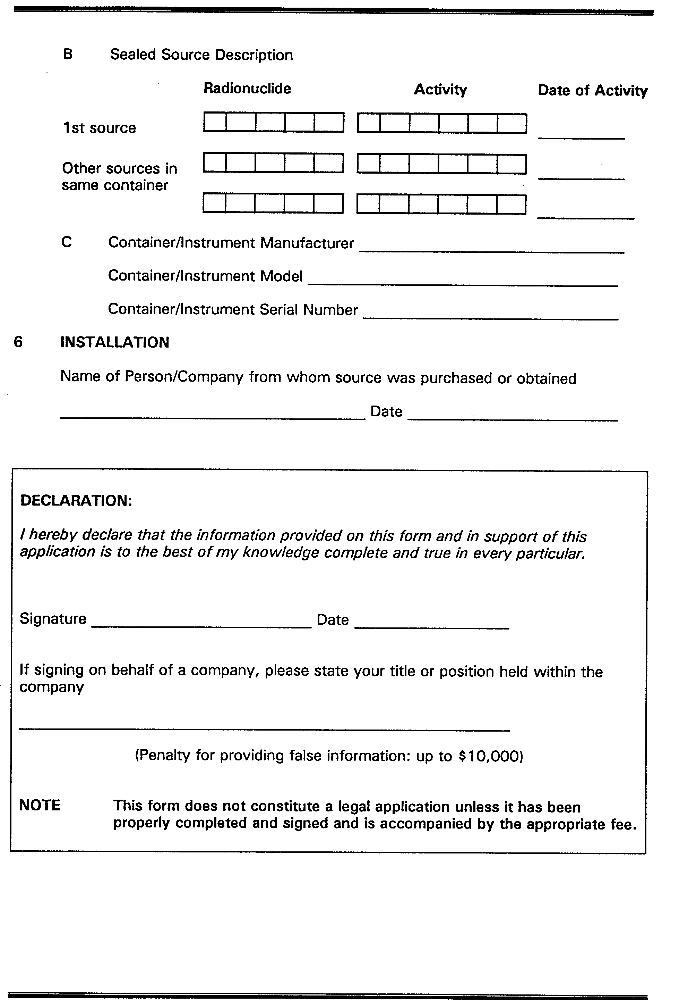 B Sealed Source Description
Radionuclide Activity Date of Activity
1st source
Other sources in
same container
C Container/Instrument Manufacturer
Container/Instrument Model
Container/Instrument Serial Number
6 INSTALLATION
Name of Person/Company from whom source was purchased or obtained
Date
DECLARATION:
I hereby declare that the information provided on this form and in support of this
application is to the best of my knowledge complete and true in every particular.
Signature Date
If signing on behalf of a company, please state your title or position held within the
company
(Penalty for providing false information: up to $10,000)
NOTE This form does not constitute a legal application unless it has been
properly completed and signed and is accompanied by the appropriate fee.